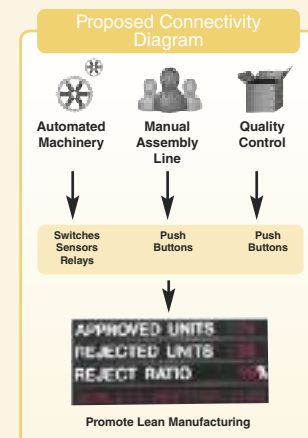 Proposed Connectivity
Diagram
Automated
Machinery
Manual
Assembly
Line
Quality
Control
Switches
Sensors
Relays
Push
Buttons
Push
Buttons
APPROVED UNITS
REJECTED UNITS
REJECT RATIO %
Promote Lean Manufacturing